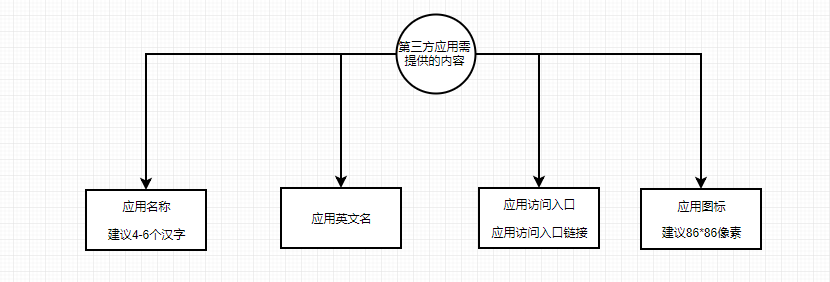 第三方应用需
提供的内容
应用名称
建议4-6个汉字
应用英文名
应用访问入口
应用访问入口链接
应用图标
建议86*86像素